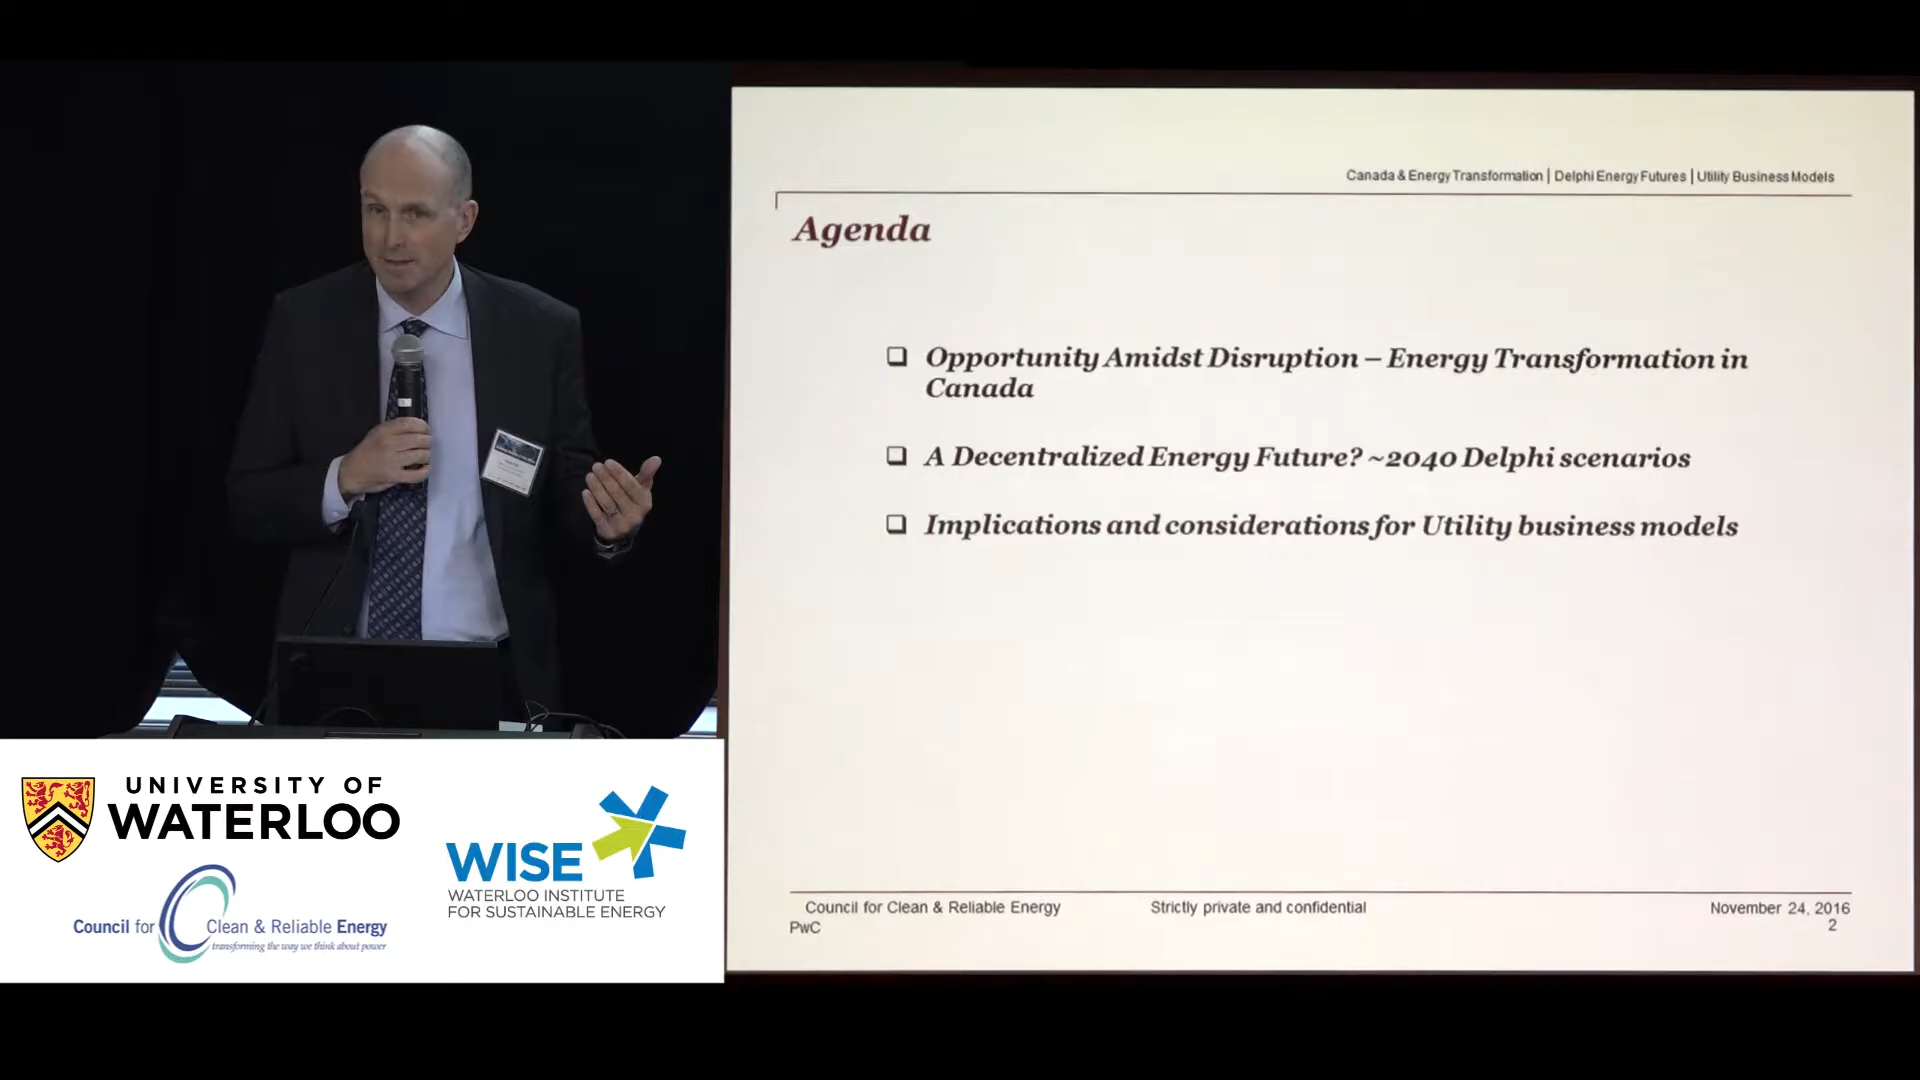 Canada & Energy Transformation | Delphi Energy Futures | Utility Business Models
Agenda
❑ Opportunity Amidst Disruption – Energy Transformation in
Canada
❑ A Decentralized Energy Future? ~2040 Delphi scenarios
❑ Implications and considerations for Utility business models
Council for Clean & Reliable Energy Strictly private and confidential November 24, 2016
PwC 2
UNIVERSITY OF
WATERLOO
WISE
WATERLOO INSTITUTE
FOR SUSTAINABLE ENERGY
Council for Clean & Reliable Energy
transforming the way we think about power